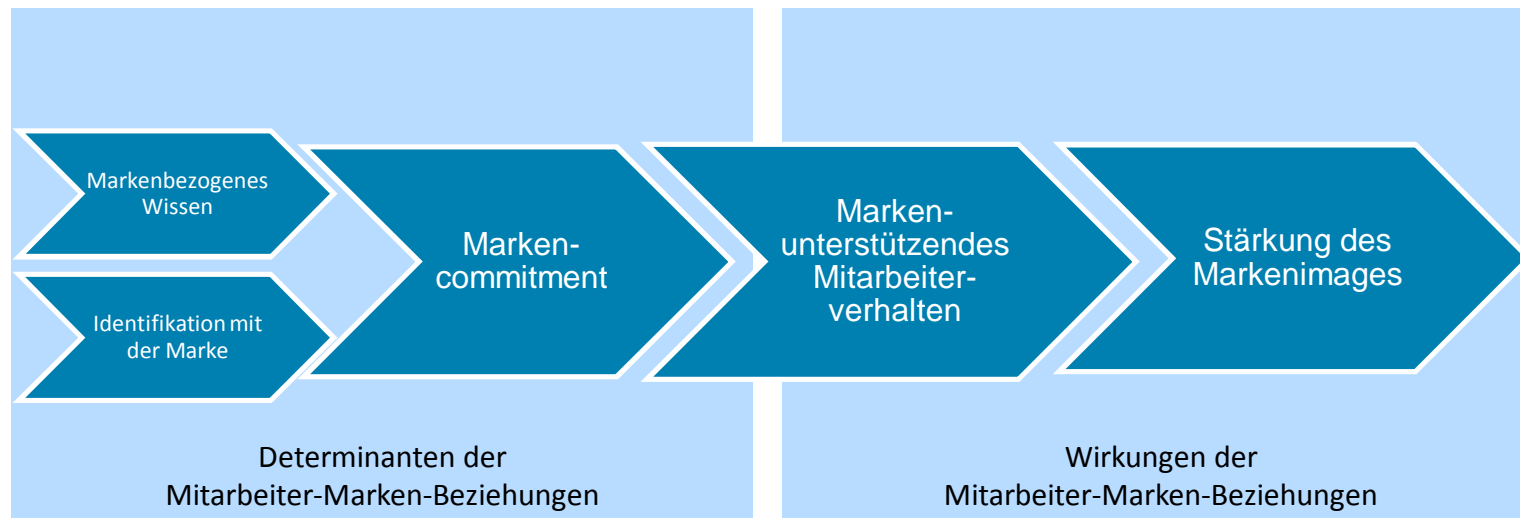 Markenbezogenes
Wissen
Identifikation mit
der Marke
Marken-
commitment
Marken-
unterstützendes
Mitarbeiter-
verhalten
Stärkung des
Markenimages
Determinanten der
Mitarbeiter-Marken-Beziehungen
Wirkungen der
Mitarbeiter-Marken-Beziehungen